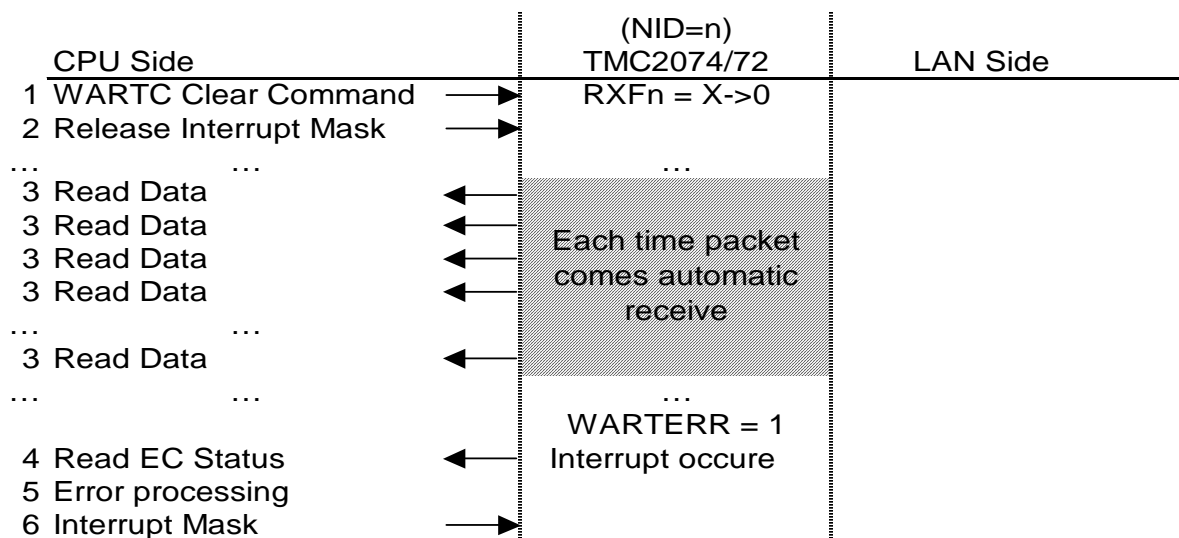 (NID=n)
CPU Side TMC2074/72 LAN Side
1 WARTC Clear Command RXFn = X->0
2 Release Interrupt Mask
... ... ...
3 Read Data
3 Read Data
3 Read Data
3 Read Data
... ...
3 Read Data
Each time packet
comes automatic
receive
... ... ...
WARTERR = 1
4 Read EC Status Interrupt occure
5 Error processing
6 Interrupt Mask